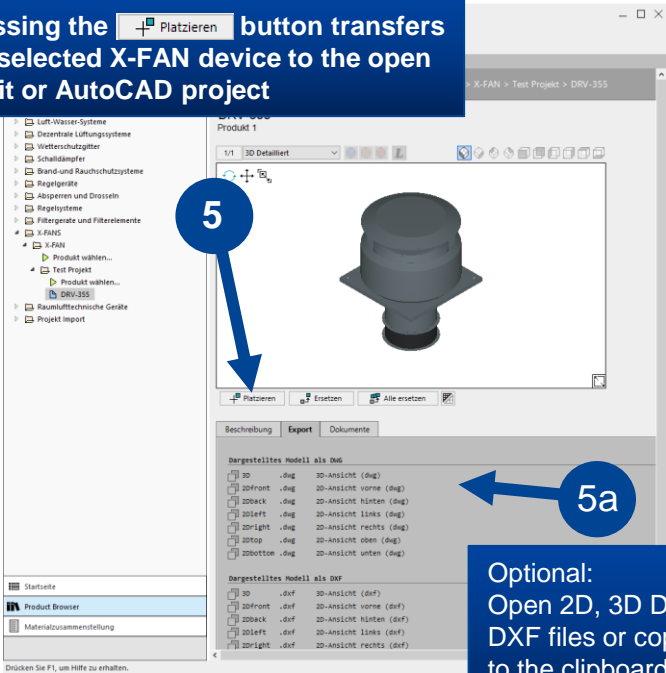 ssing the Platzieren button transfers
selected X-FAN device to the open
it or AutoCAD project
> X-FAN > Test Projekt > DRV-355
Produkt 1
Luft-Wasser-Systeme
Dezentrale Lüftungssysteme
Wetterschutzgitter
Schalldämpfer
Brand-und Rauchschutzsysteme
Regelgeräte
Absperren und Drosseln
Regelsysteme
Filtergeräte und Filterelemente
X-FANS
X-FAN
Produkt wählen...
Test Projekt
Produkt wählen...
DRV-355
Raumlufttechnische Geräte
Projekt Import
1/1 3D Detailliert
L
5
Platzieren Ersetzen Alle ersetzen
Beschreibung Export Dokumente
Dargestelltes Modell als DWG
3D .dwg 3D-Ansicht (dwg)
2Dfront .dwg 2D-Ansicht vorne (dwg)
2Dback .dwg 2D-Ansicht hinten (dwg)
2Dleft .dwg 2D-Ansicht links (dwg)
2Dright .dwg 2D-Ansicht rechts (dwg)
2Dtop .dwg 2D-Ansicht oben (dwg)
2Dbottom .dwg 2D-Ansicht unten (dwg)
5a
Dargestelltes Modell als DXF
3D .dxf 3D-Ansicht (dxf)
2Dfront .dxf 2D-Ansicht vorne (dxf)
2Dback .dxf 2D-Ansicht hinten (dxf)
2Dleft .dxf 2D-Ansicht links (dxf)
2Dright .dxf 2D-Ansicht rechts (dxf)
Optional:
Open 2D, 3D D
DXF files or cop
to the clipboard
Startseite
Product Browser
Materialzusammenstellung
Drücken Sie F1, um Hilfe zu erhalten.